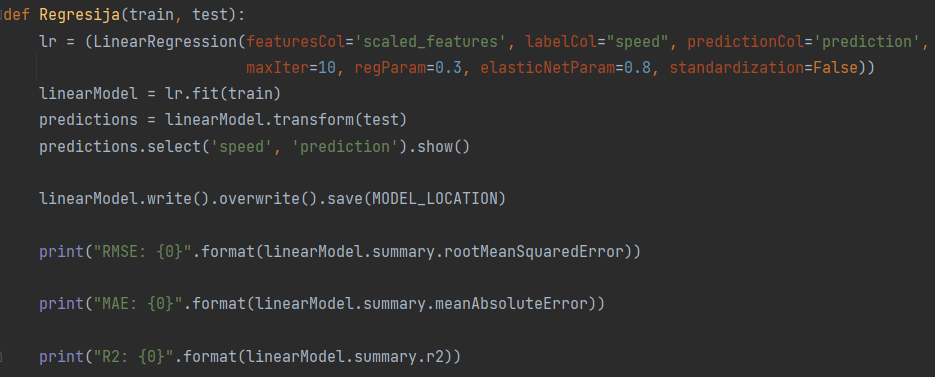 def Regresija(train, test):
lr = (LinearRegression(featuresCol='scaled_features', labelCol="speed", predictionCol='prediction',
maxIter=10, regParam=0.3, elasticNetParam=0.8, standardization=False))
linearModel = lr.fit(train)
predictions = linearModel.transform(test)
predictions.select('speed', 'prediction').show()
linearModel.write().overwrite().save(MODEL_LOCATION)
print("RMSE: {0}".format(linearModel.summary.rootMeanSquaredError))
print("MAE: {0}".format(linearModel.summary.meanAbsoluteError))
print("R2: {0}".format(linearModel.summary.r2))